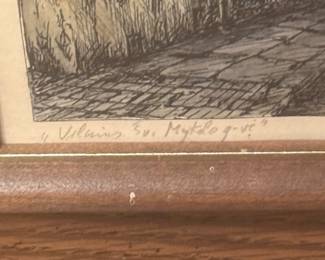 „Vilnius Šv. Mykolo g-vė"